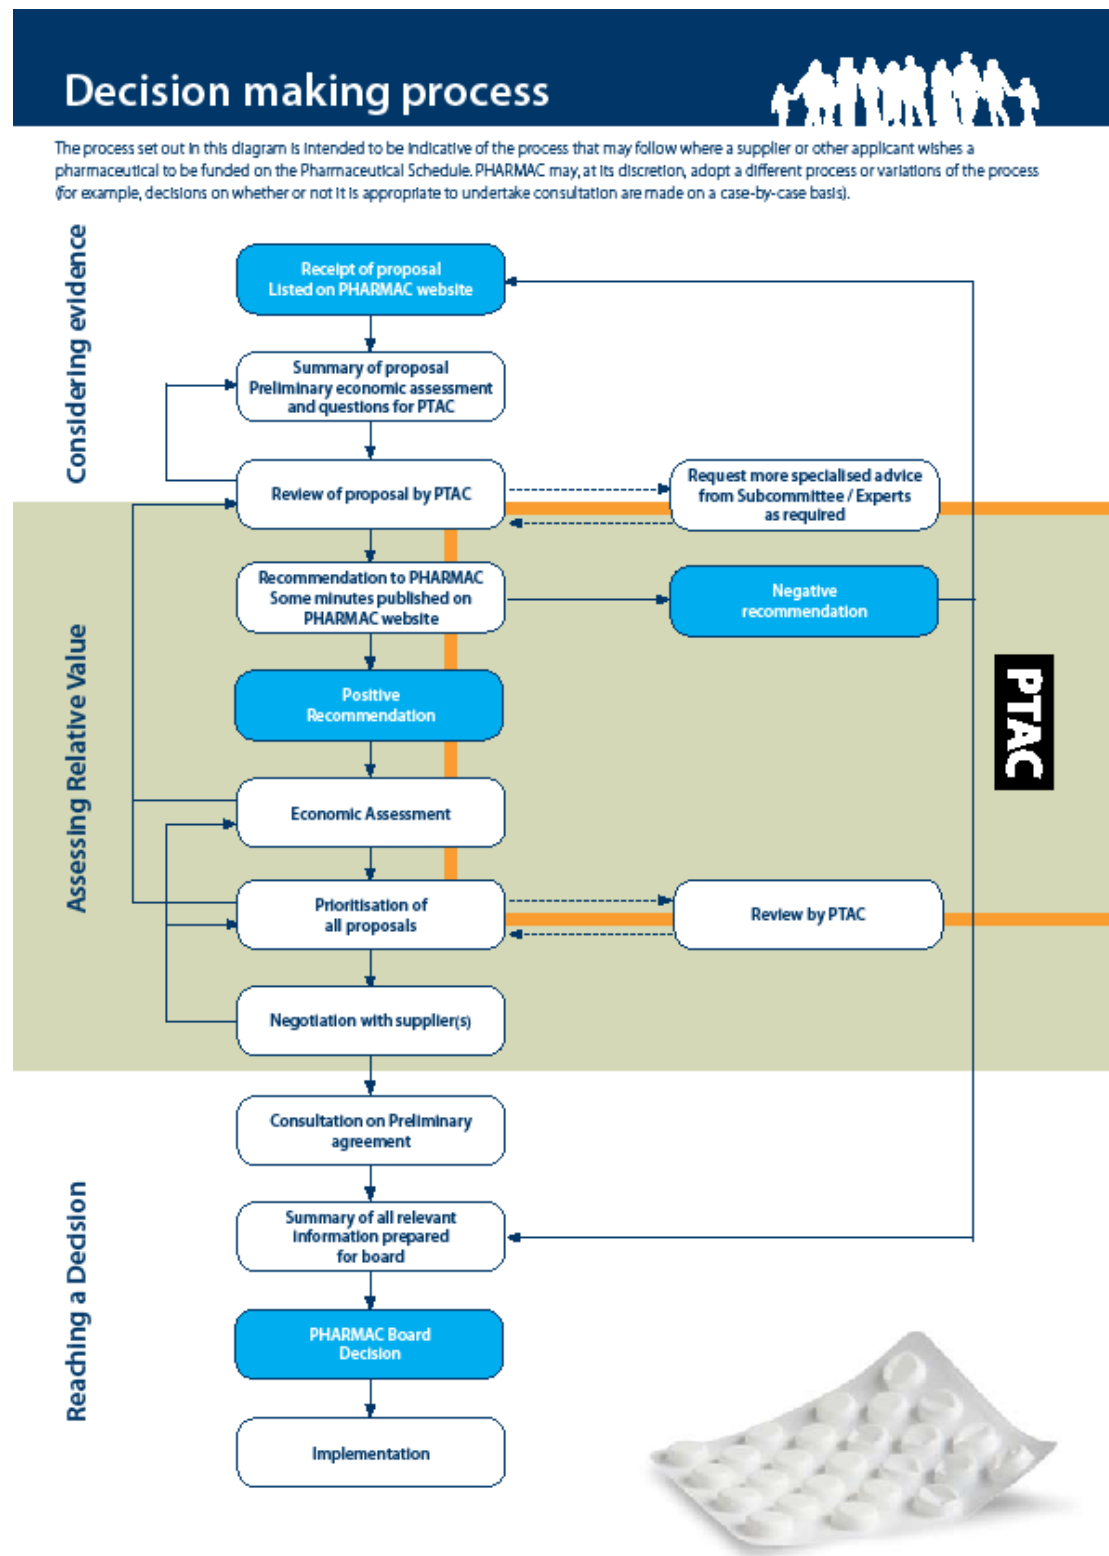 Decision making process
The process set out in this diagram is intended to be indicative of the process that may follow where a supplier or other applicant wishes a
pharmaceutical to be funded on the Pharmaceutical Schedule. PHARMAC may, at its discretion, adopt a different process or variations of the process
(for example, decisions on whether or not it is appropriate to undertake consultation are made on a case-by-case basis).
Considering evidence
Receipt of proposal
Listed on PHARMAC website
Summary of proposal
Preliminary economic assessment
and questions for PTAC
Review of proposal by PTAC
Request more specialised advice
from Subcommittee / Experts
as required
Assessing Relative Value
Recommendation to PHARMAC
Some minutes published on
PHARMAC website
Negative
recommendation
Positive
Recommendation
PTAC
Economic Assessment
Prioritisation of
all proposals
Review by PTAC
Negotiation with supplier(s)
Reaching a Decision
Consultation on Preliminary
agreement
Summary of all relevant
information prepared
for board
PHARMAC Board
Decision
Implementation